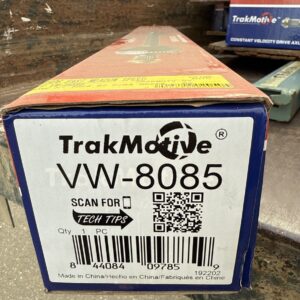 TrakMotive
CONSTANT VELOCITY DRIVE AXL
TrakMotive®
VW-8085
SCAN FOR
TECH TIPS
Qty 1 PC
8 44084 09785 9
192202
Made in China/Hecho en China/Fabriqués en Chine